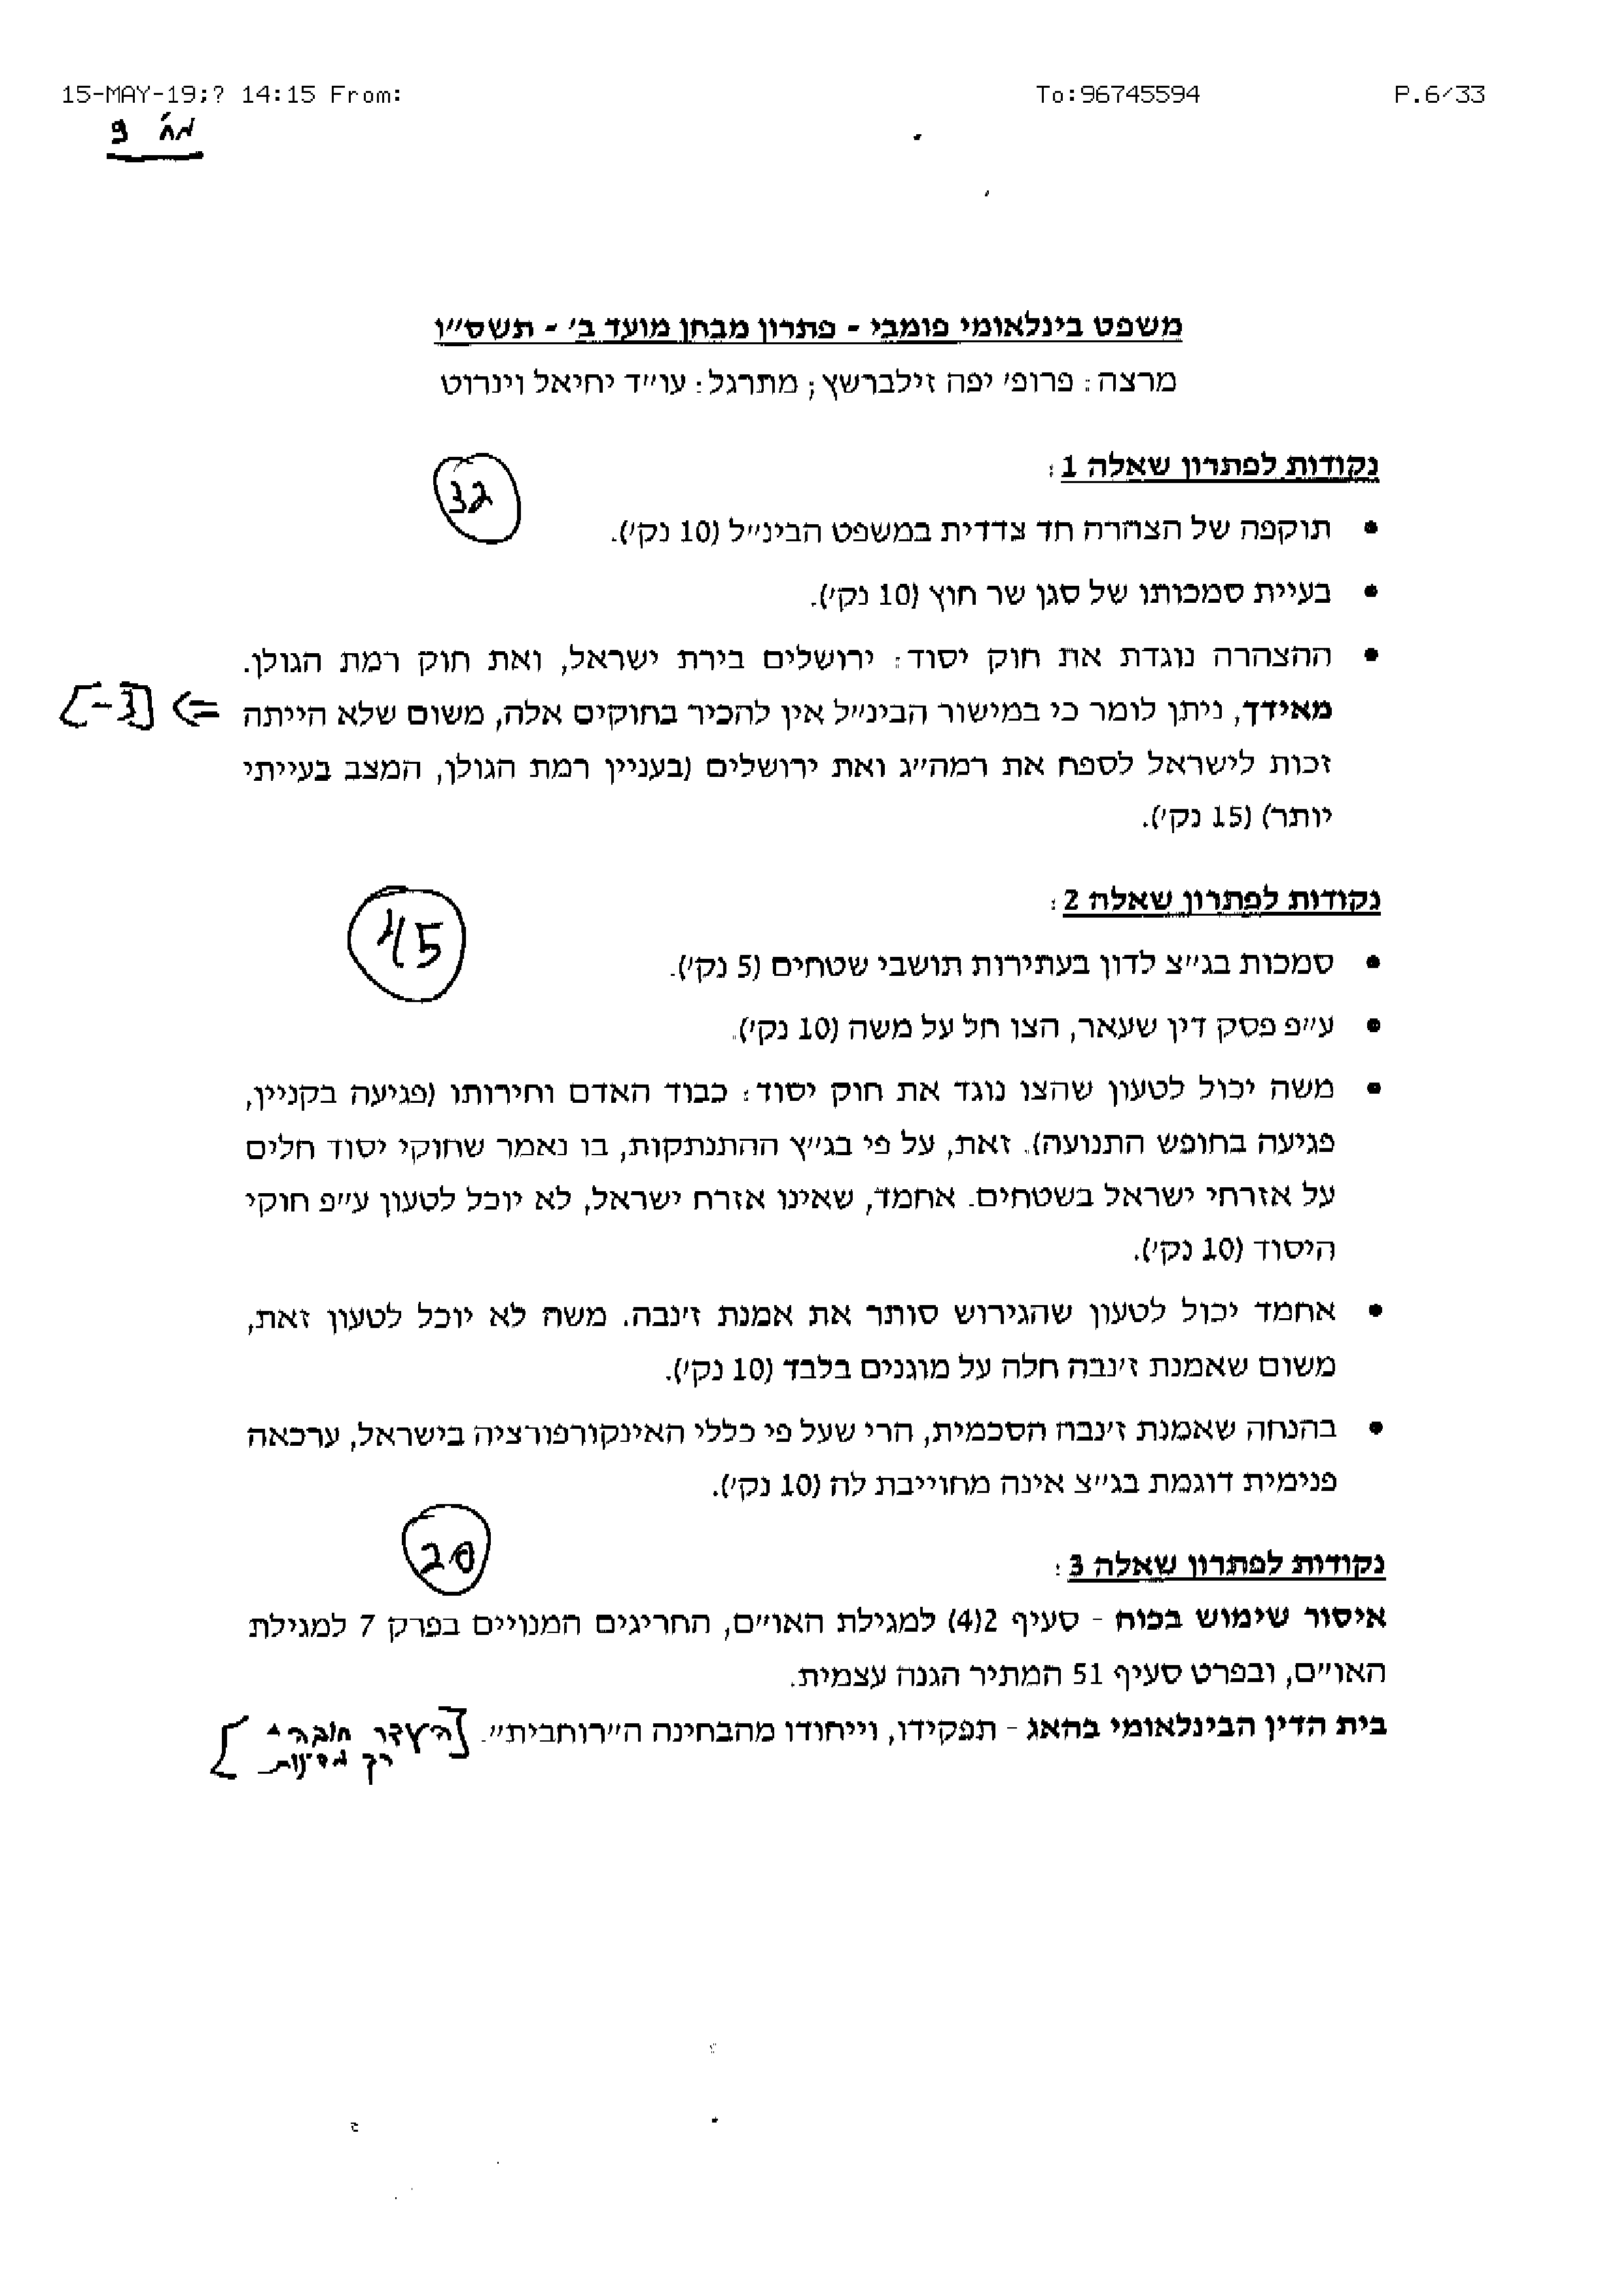 15-MAY-19;? 14:15 From: To:96745594 P.6/33
משפט בינלאומי פומבי - פתרון מבחן מועד ב' - תשס"ו
מרצה: פרופ' יפה זילברשץ; מתרגל: עו"ד יחיאל וינרוט
נקודות לפתרון שאלה 1:
32
• תוקפה של הצהרה חד צדדית במשפט הבינ"ל (10 נק').
• בעיית סמכותו של סגן שר חוץ (10 נק').
• ההצהרה נוגדת את חוק יסוד: ירושלים בירת ישראל, ואת חוק רמת הגולן.
מאידך, ניתן לומר כי במישור הבינ"ל אין להכיר בחוקים אלה, משום שלא הייתה <= [-3]
זכות לישראל לספח את רמה"ג ואת ירושלים (בעניין רמת הגולן, המצב בעייתי
יותר) (15 נק').
נקודות לפתרון שאלה 2:
45
• סמכות בג"צ לדון בעתירות תושבי שטחים (5 נק').
• ע"פ פסק דין שעאר, הצו חל על משה (10 נק').
• משה יכול לטעון שהצו נוגד את חוק יסוד: כבוד האדם וחירותו (פגיעה בקניין,
פגיעה בחופש התנועה). זאת, על פי בג"ץ ההתנתקות, בו נאמר שחוקי יסוד חלים
על אזרחי ישראל בשטחים. אחמד, שאינו אזרח ישראל, לא יוכל לטעון ע"פ חוקי
היסוד (10 נק').
• אחמד יכול לטעון שהגירוש סותר את אמנת ז'נבה. משה לא יוכל לטעון זאת,
משום שאמנת ז'נבה חלה על מוגנים בלבד (10 נק').
• בהנחה שאמנת ז'נבה הסכמית, הרי שעל פי כללי האינקורפורציה בישראל, ערכאה
פנימית דוגמת בג"צ אינה מחוייבת לה (10 נק').
20
נקודות לפתרון שאלה 3:
איסור שימוש בכוח - סעיף 2(4) למגילת האו"ם, החריגים המנויים בפרק 7 למגילת
האו"ם, ובפרט סעיף 51 המתיר הגנה עצמית.
בית הדין הבינלאומי בהאג - תפקידו, וייחודו מהבחינה ה"רוחבית". [העדר חובה
רק